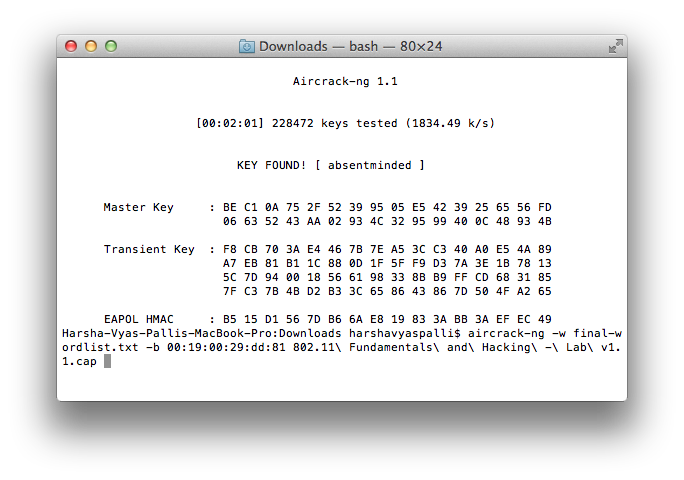 Downloads — bash — 80×24
Aircrack-ng 1.1
[00:02:01] 228472 keys tested (1834.49 k/s)
KEY FOUND! [ absentminded ]
Master Key : BE C1 0A 75 2F 52 39 95 05 E5 42 39 25 65 56 FD
06 63 52 43 AA 02 93 4C 32 95 99 40 0C 48 93 4B
Transient Key : F8 CB 70 3A E4 46 7B 7E A5 3C C3 40 A0 E5 4A 89
A7 EB 81 B1 1C 88 0D 1F 5F F9 D3 7A 3E 1B 78 13
5C 7D 94 00 18 56 61 98 33 8B B9 FF CD 68 31 85
7F C3 7B 4B D2 B3 3C 65 86 43 86 7D 50 4F A2 65
EAPOL HMAC : B5 15 D1 56 7D B6 6A E8 19 83 3A BB 3A EF EC 49
Harsha-Vyas-Pallis-MacBook-Pro:Downloads harshavyaspalli$ aircrack-ng -w final-w
ordlist.txt -b 00:19:00:29:dd:81 802.11\ Fundamentals\ and\ Hacking\ -\ Lab\ v1.
1.cap